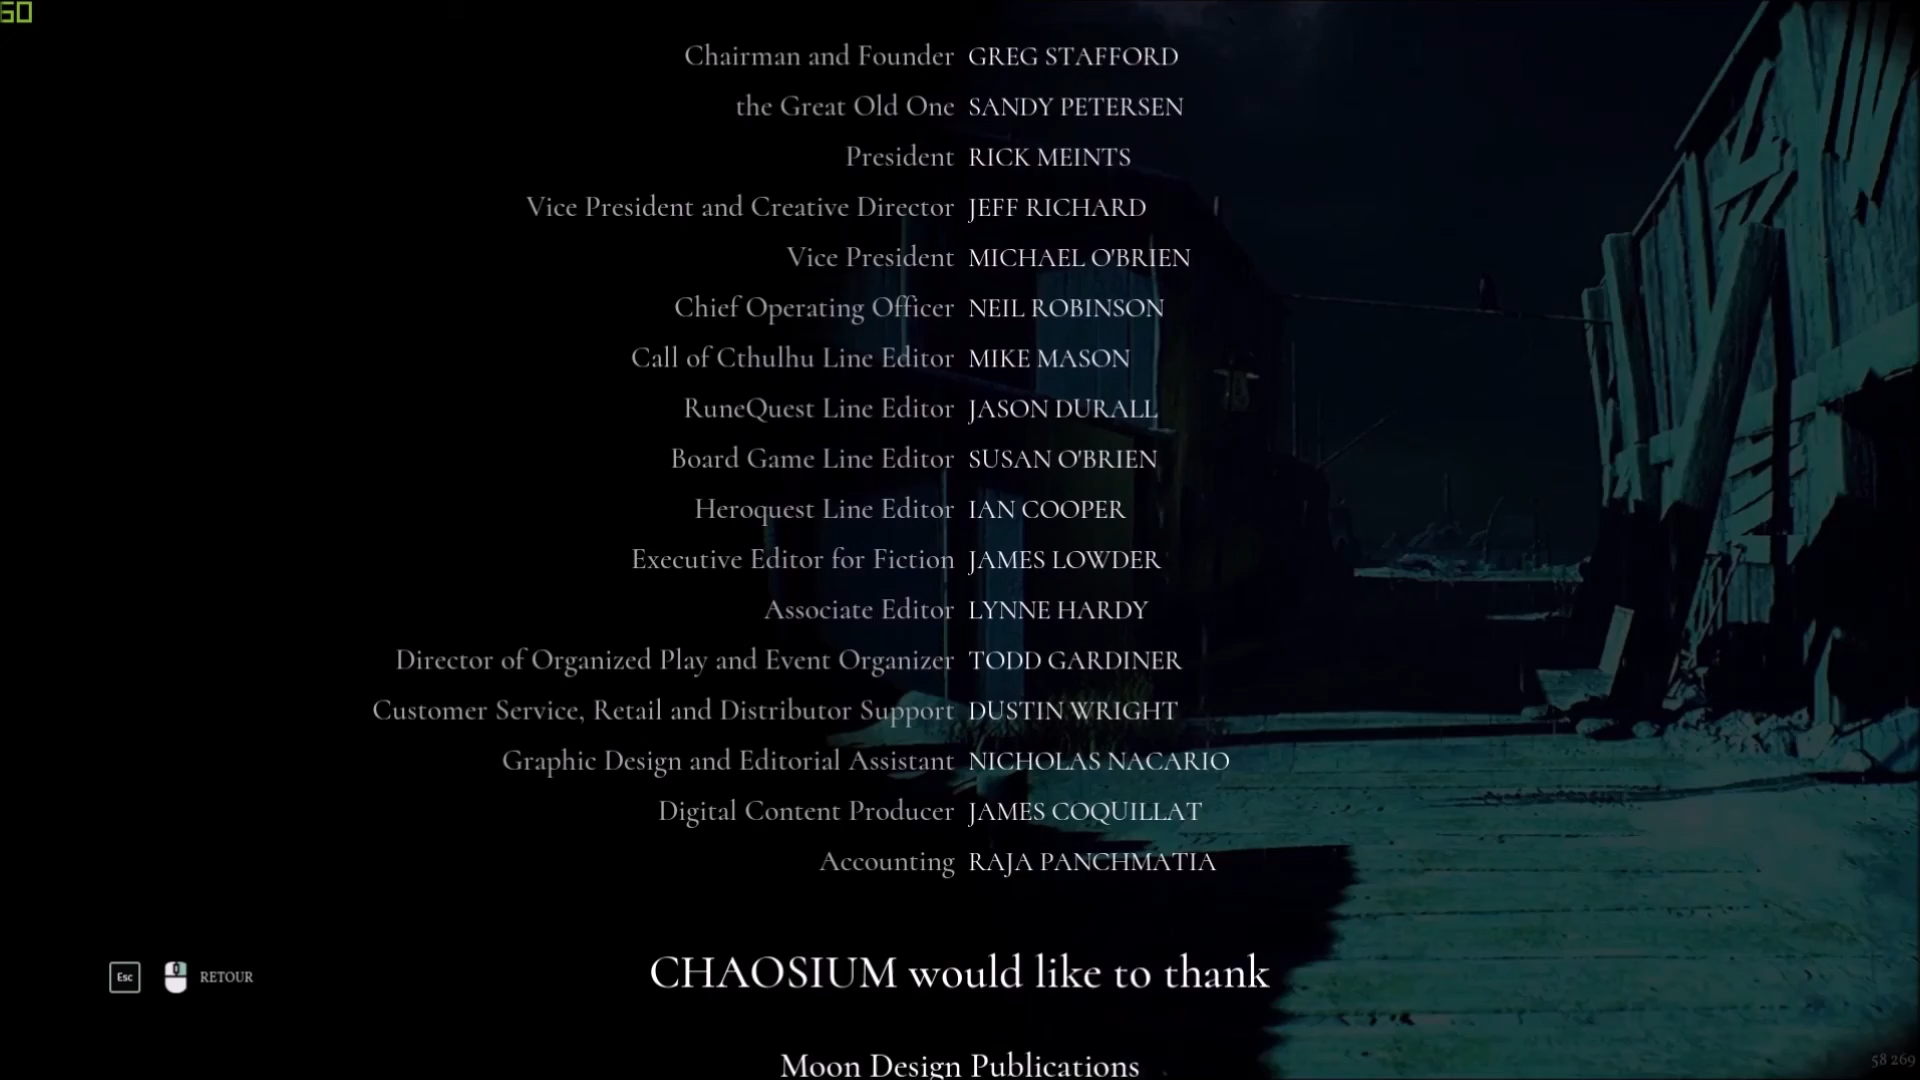 60
Chairman and Founder GREG STAFFORD
the Great Old One SANDY PETERSEN
President RICK MEINTS
Vice President and Creative Director JEFF RICHARD
Vice President MICHAEL O'BRIEN
Chief Operating Officer NEIL ROBINSON
Call of Cthulhu Line Editor MIKE MASON
RuneQuest Line Editor JASON DURALL
Board Game Line Editor SUSAN O'BRIEN
Heroquest Line Editor IAN COOPER
Executive Editor for Fiction JAMES LOWDER
Associate Editor LYNNE HARDY
Director of Organized Play and Event Organizer TODD GARDINER
Customer Service, Retail and Distributor Support DUSTIN WRIGHT
Graphic Design and Editorial Assistant NICHOLAS NACARIO
Digital Content Producer JAMES COQUILLAT
Accounting RAJA PANCHMATIA
CHAOSIUM would like to thank
Esc RETOUR
Moon Design Publications
58 269